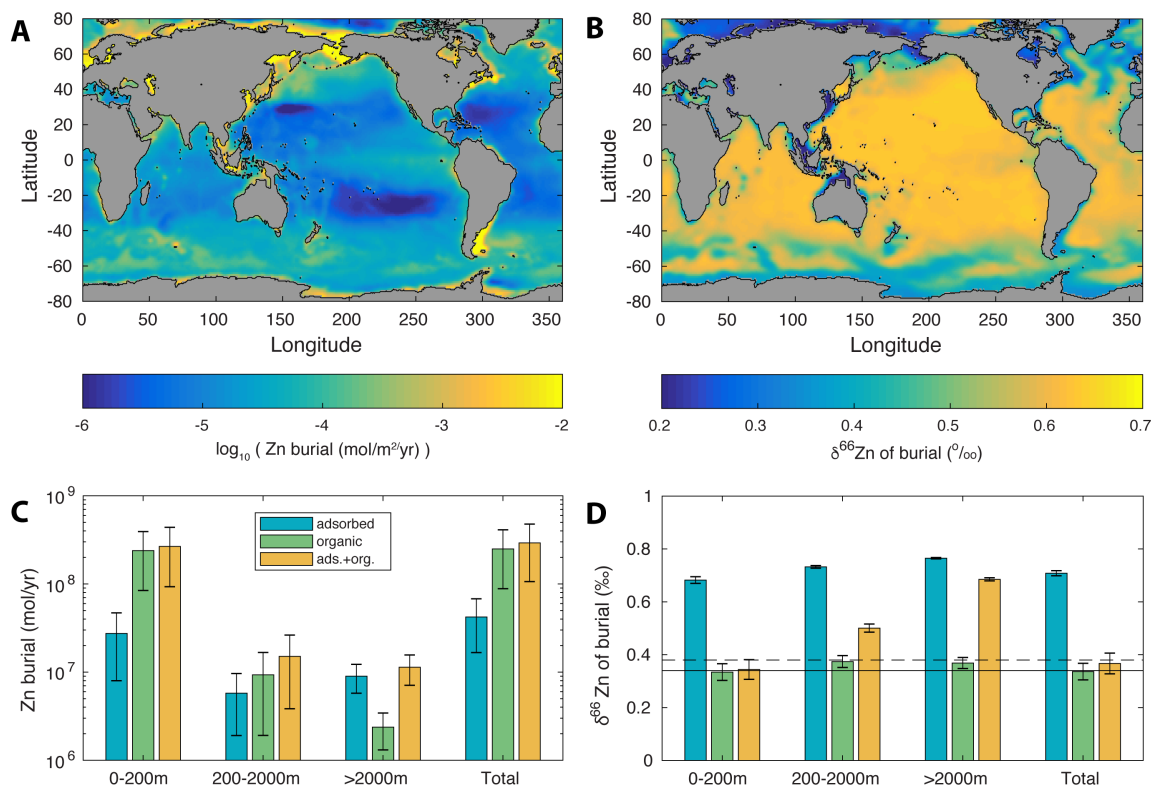 A
80
60
40
20
0
-20
-40
-60
-80
Latitude
0 50 100 150 200 250 300 350
Longitude
-6 -5 -4 -3 -2
log₁₀ ( Zn burial (mol/m²/yr) )
B
80
60
40
20
0
-20
-40
-60
-80
Latitude
0 50 100 150 200 250 300 350
Longitude
0.2 0.3 0.4 0.5 0.6 0.7
δ⁶⁶Zn of burial (⁰/₀₀)
C
10⁹
10⁸
10⁷
10⁶
Zn burial (mol/yr)
adsorbed
organic
ads.+org.
0-200m 200-2000m >2000m Total
D
1
0.8
0.6
0.4
0.2
0
δ⁶⁶ Zn of burial (‰)
0-200m 200-2000m >2000m Total